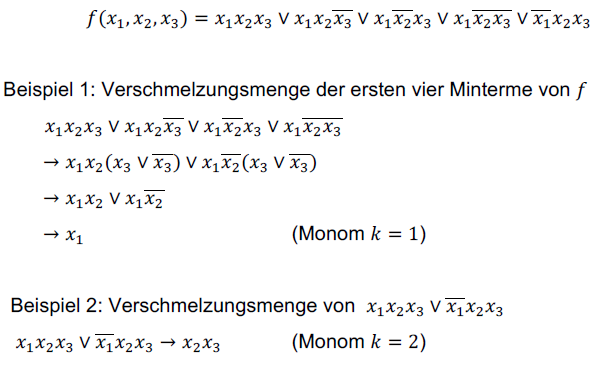 f(x₁, x₂, x₃) = x₁x₂x₃ ∨ x₁x₂x̅₃ ∨ x₁x̅₂x₃ ∨ x₁x̅₂x̅₃ ∨ x̅₁x₂x₃
Beispiel 1: Verschmelzungsmenge der ersten vier Minterme von f
x₁x₂x₃ ∨ x₁x₂x̅₃ ∨ x₁x̅₂x₃ ∨ x₁x̅₂x̅₃
→ x₁x₂(x₃ ∨ x̅₃) ∨ x₁x̅₂(x₃ ∨ x̅₃)
→ x₁x₂ ∨ x₁x̅₂
→ x₁ (Monom k = 1)
Beispiel 2: Verschmelzungsmenge von x₁x₂x₃ ∨ x̅₁x₂x₃
x₁x₂x₃ ∨ x̅₁x₂x₃ → x₂x₃ (Monom k = 2)